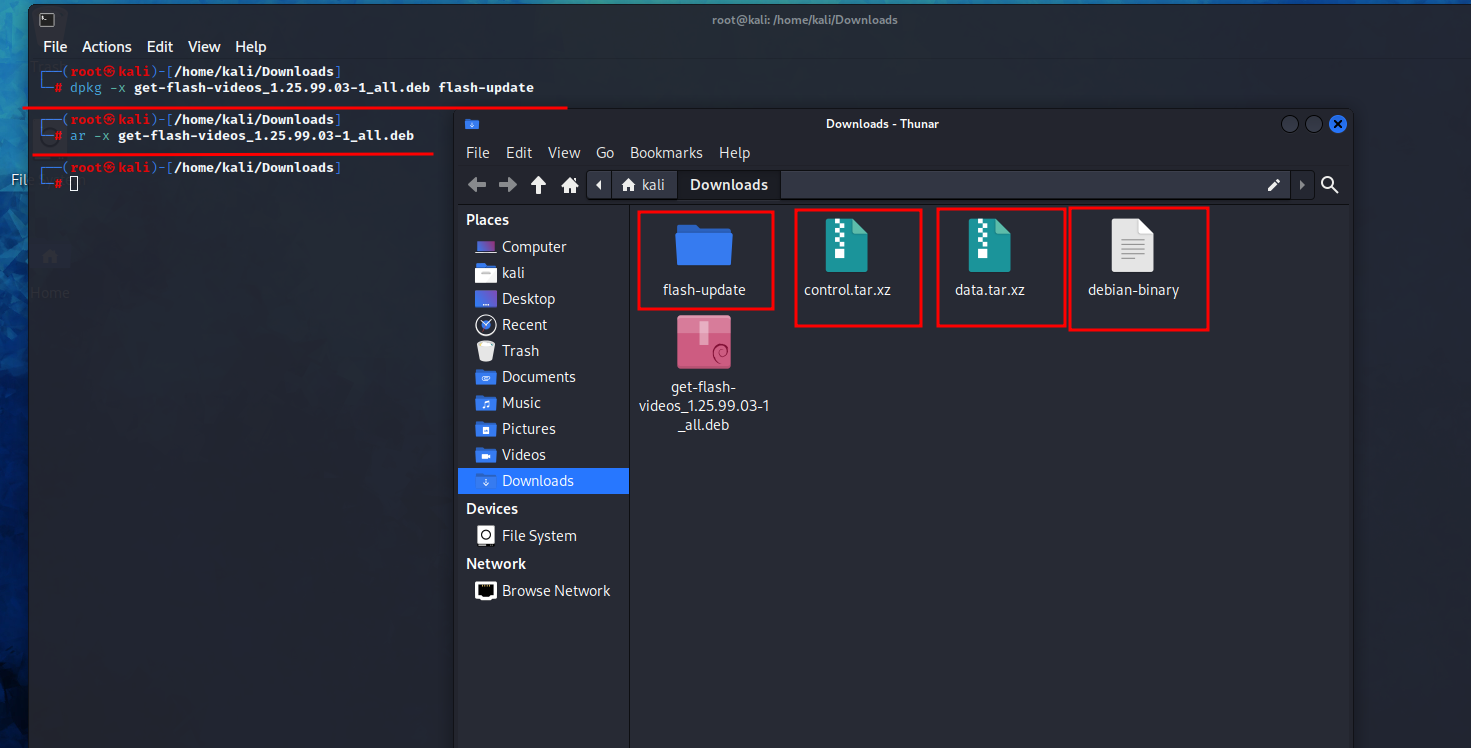 root@kali: /home/kali/Downloads
File Actions Edit View Help
┌──(root㉿kali)-[/home/kali/Downloads]
└─# dpkg -x get-flash-videos_1.25.99.03-1_all.deb flash-update
┌──(root㉿kali)-[/home/kali/Downloads]
└─# ar -x get-flash-videos_1.25.99.03-1_all.deb
┌──(root㉿kali)-[/home/kali/Downloads]
└─#
Fil
Home
Downloads - Thunar
File Edit View Go Bookmarks Help
kali Downloads
Places
Computer
kali
Desktop
Recent
Trash
Documents
Music
Pictures
Videos
Downloads
Devices
File System
Network
Browse Network
flash-update
control.tar.xz
data.tar.xz
debian-binary
get-flash-
videos_1.25.99.03-1
_all.deb